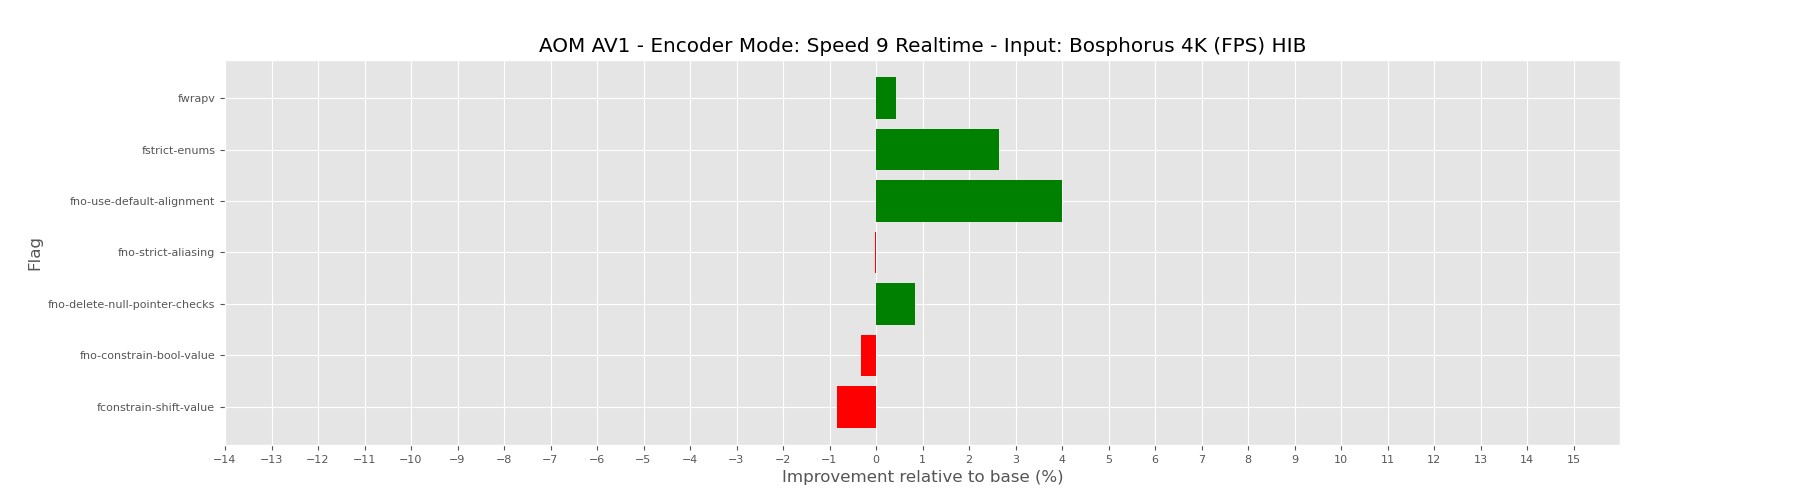 AOM AV1 - Encoder Mode: Speed 9 Realtime - Input: Bosphorus 4K (FPS) HIB
Flag
fwrapv
fstrict-enums
fno-use-default-alignment
fno-strict-aliasing
fno-delete-null-pointer-checks
fno-constrain-bool-value
fconstrain-shift-value
−14 −13 −12 −11 −10 −9 −8 −7 −6 −5 −4 −3 −2 −1 0 1 2 3 4 5 6 7 8 9 10 11 12 13 14 15
Improvement relative to base (%)